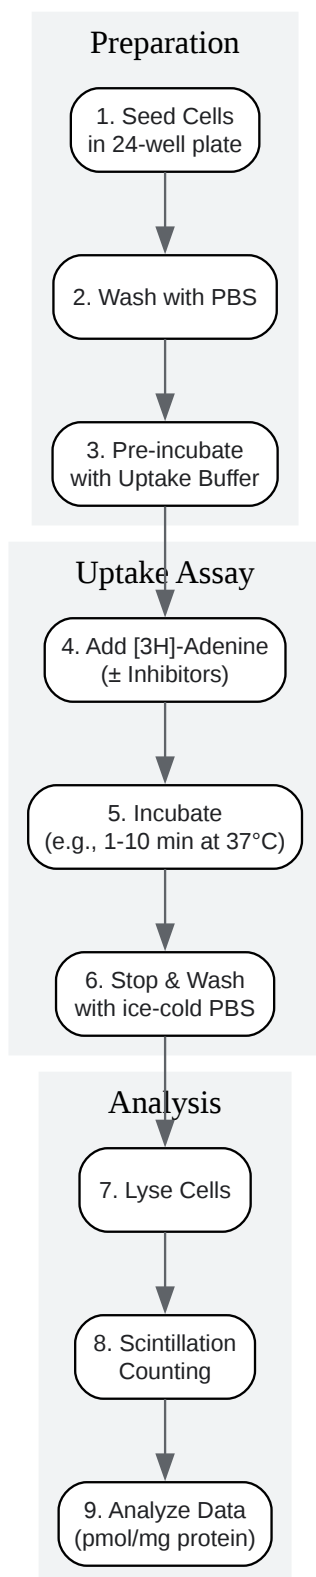 Preparation
1. Seed Cells
in 24-well plate
2. Wash with PBS
3. Pre-incubate
with Uptake Buffer
Uptake Assay
4. Add [3H]-Adenine
(± Inhibitors)
5. Incubate
(e.g., 1-10 min at 37°C)
6. Stop & Wash
with ice-cold PBS
Analysis
7. Lyse Cells
8. Scintillation
Counting
9. Analyze Data
(pmol/mg protein)